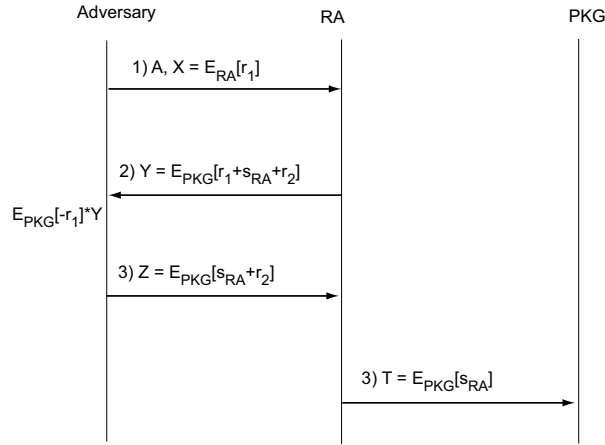 Adversary
RA
PKG
1) A, X = E_RA[r_1]
2) Y = E_PKG[r_1+s_RA+r_2]
E_PKG[-r_1]*Y
3) Z = E_PKG[s_RA+r_2]
3) T = E_PKG[s_RA]